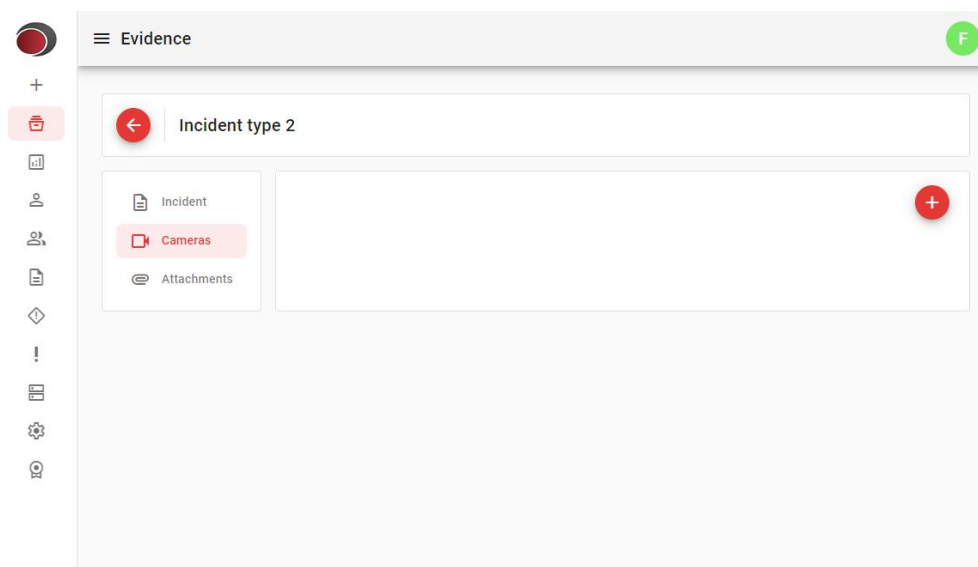 Evidence
F
Incident type 2
Incident
Cameras
Attachments